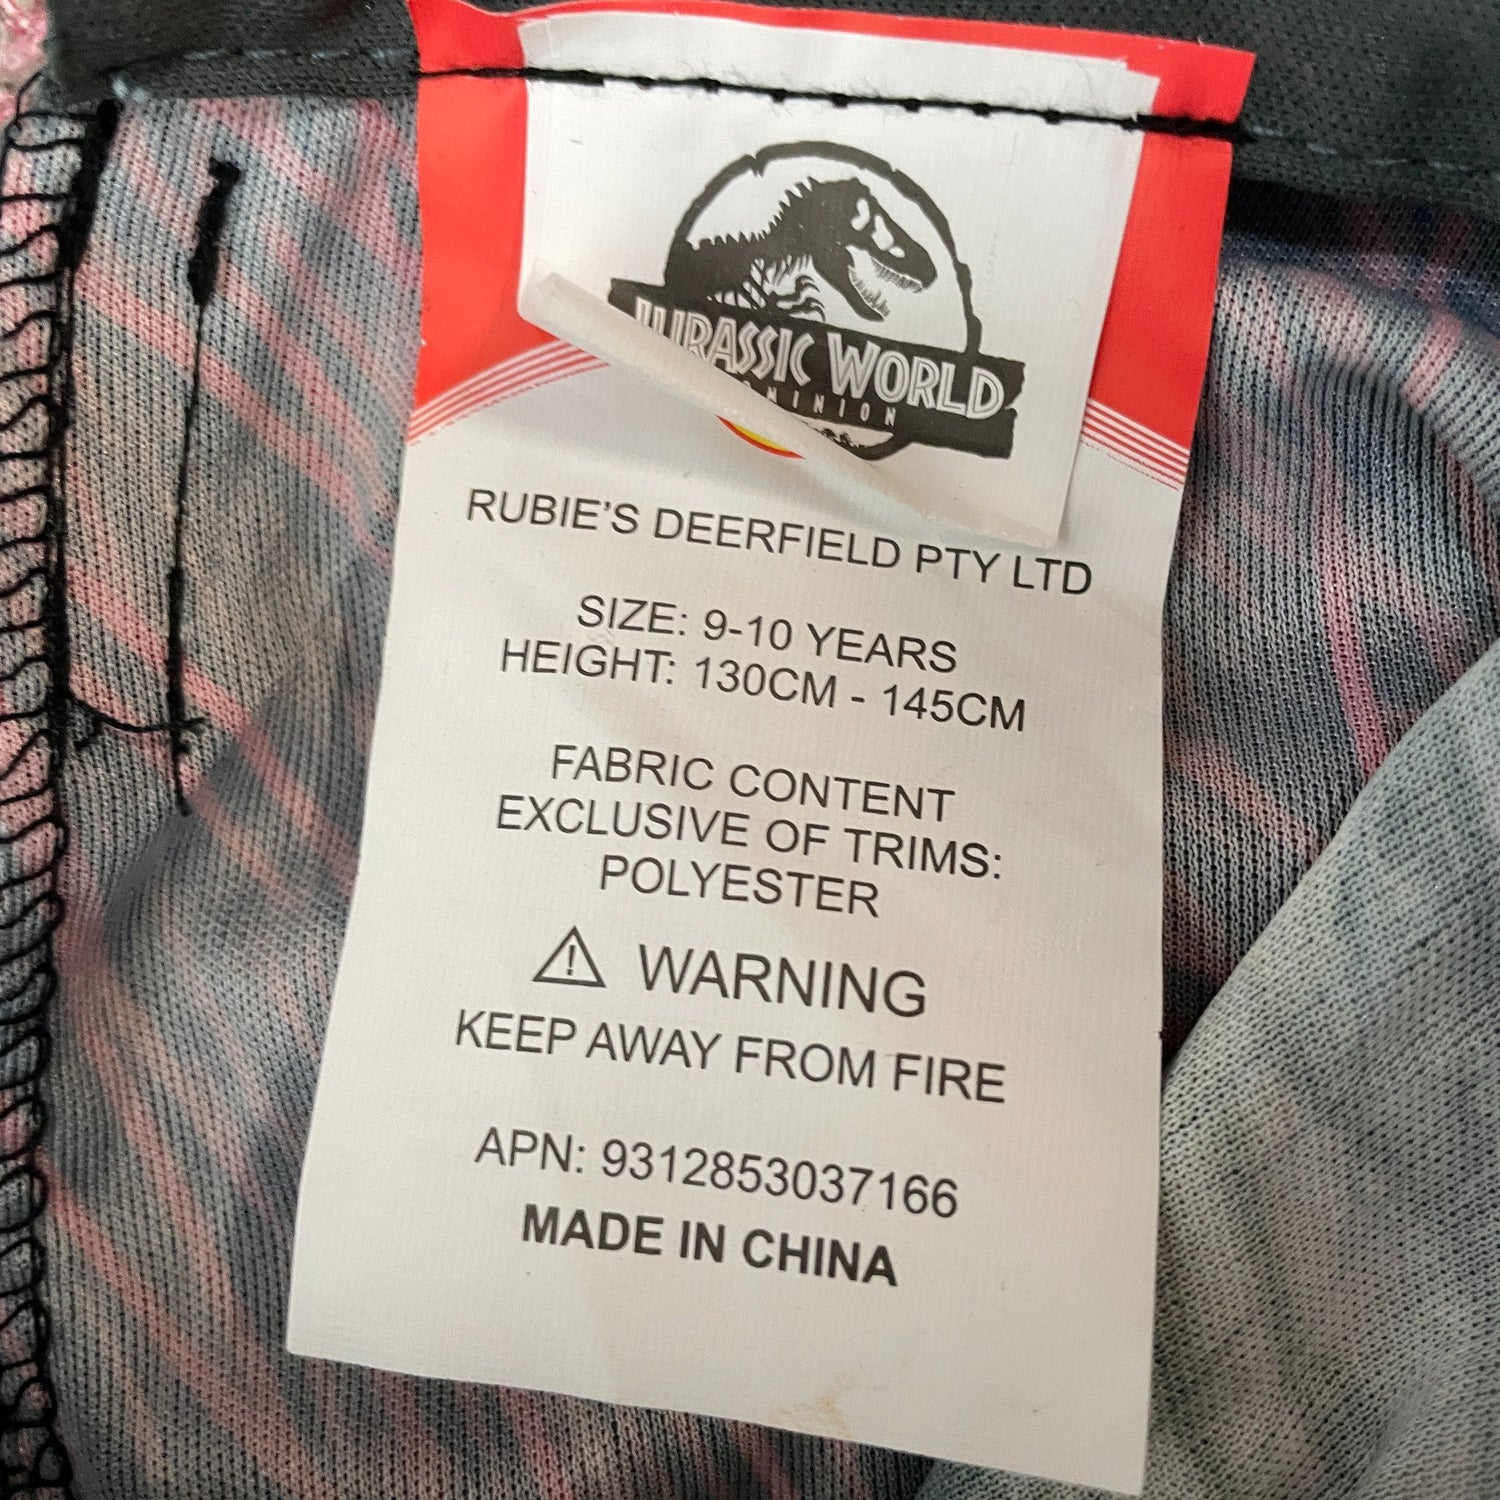 JURASSIC WORLD
RUBIE'S DEERFIELD PTY LTD
SIZE: 9-10 YEARS
HEIGHT: 130CM - 145CM
FABRIC CONTENT
EXCLUSIVE OF TRIMS:
POLYESTER
WARNING
KEEP AWAY FROM FIRE
APN: 9312853037166
MADE IN CHINA